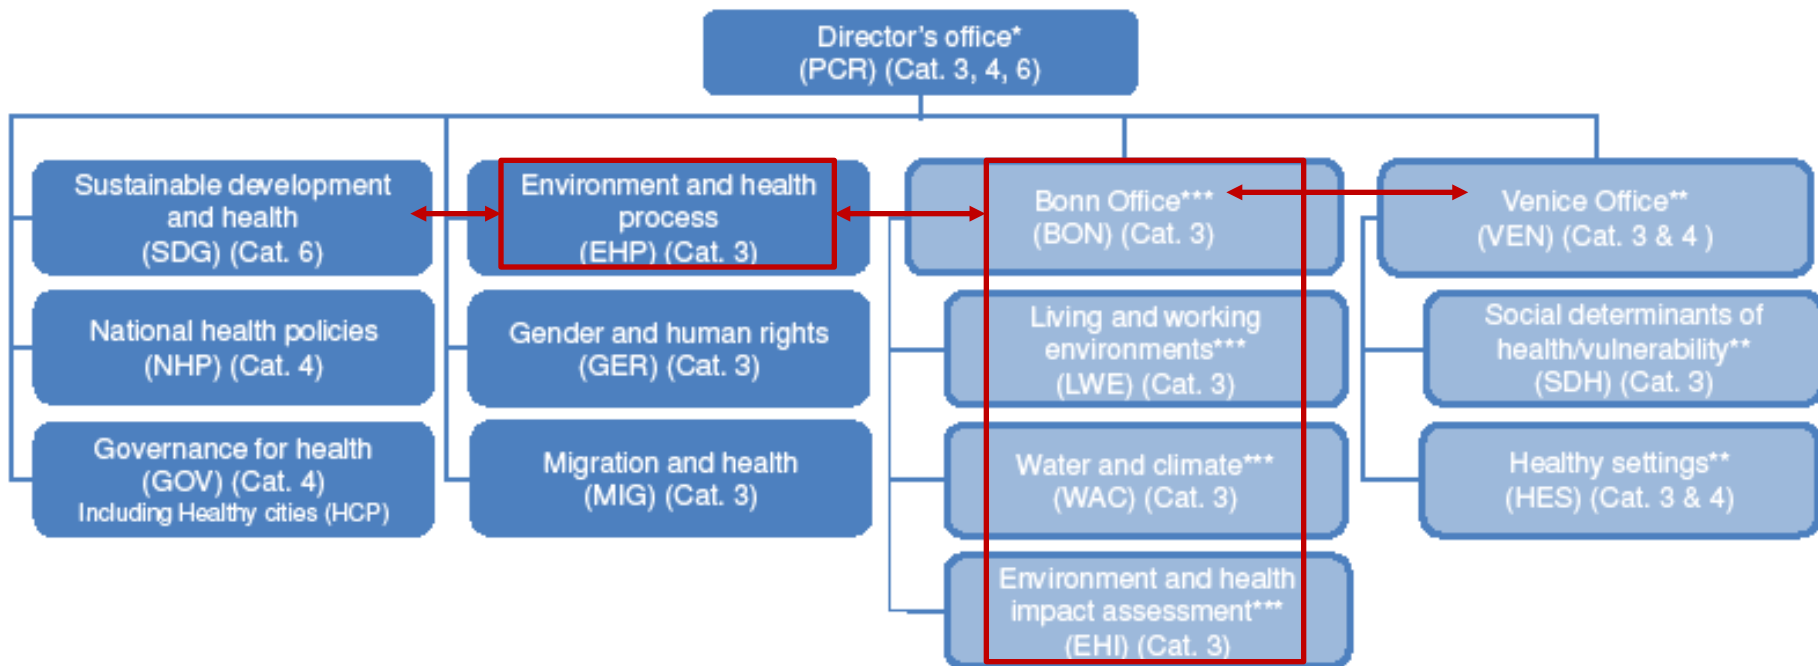 Director's office*
(PCR) (Cat. 3, 4, 6)
Sustainable development
and health
(SDG) (Cat. 6)
National health policies
(NHP) (Cat. 4)
Governance for health
(GOV) (Cat. 4)
Including Healthy cities (HCP)
Environment and health
process
(EHP) (Cat. 3)
Gender and human rights
(GER) (Cat. 3)
Migration and health
(MIG) (Cat. 3)
Bonn Office***
(BON) (Cat. 3)
Living and working
environments***
(LWE) (Cat. 3)
Water and climate***
(WAC) (Cat. 3)
Environment and health
impact assessment***
(EHI) (Cat. 3)
Venice Office**
(VEN) (Cat. 3 & 4 )
Social determinants of
health/vulnerability**
(SDH) (Cat. 3)
Healthy settings**
(HES) (Cat. 3 & 4)